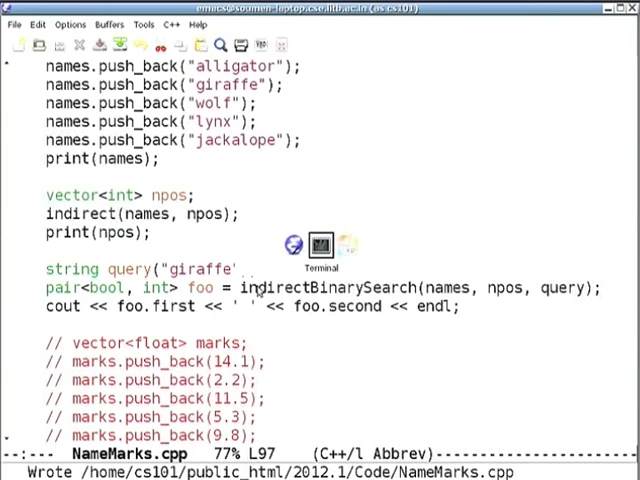 emacs@soumen-laptop.cse.iitb.ac.in (as cs101)
File Edit Options Buffers Tools C++ Help
names.push_back("alligator");
names.push_back("giraffe");
names.push_back("wolf");
names.push_back("lynx");
names.push_back("jackalope");
print(names);
vector<int> npos;
indirect(names, npos);
print(npos);
Terminal
string query("giraffe"
pair<bool, int> foo = indirectBinarySearch(names, npos, query);
cout << foo.first << ' ' << foo.second << endl;
// vector<float> marks;
// marks.push_back(14.1);
// marks.push_back(2.2);
// marks.push_back(11.5);
// marks.push_back(5.3);
// marks.push_back(9.8);
--:--- NameMarks.cpp 77% L97 (C++/l Abbrev)-----------------------
Wrote /home/cs101/public_html/2012.1/Code/NameMarks.cpp